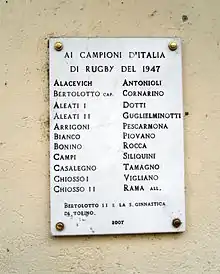 AI CAMPIONI D'ITALIA
DI RUGBY DEL 1947
ALACEVICH ANTONIOLI
BERTOLOTTO CAP. CORNARINO
ALEATI I DOTTI
ALEATI II GUGLIELMINOTTI
ARRIGONI PESCARMONA
BIANCO PIOVANO
BONINO ROCCA
CAMPI SILIQUINI
CASALEGNO TAMAGNO
CHIOSSO I VIGLIANO
CHIOSSO II RAMA ALL.
BERTOLOTTO II E LA S. GINNASTICA
DI TORINO.
2007